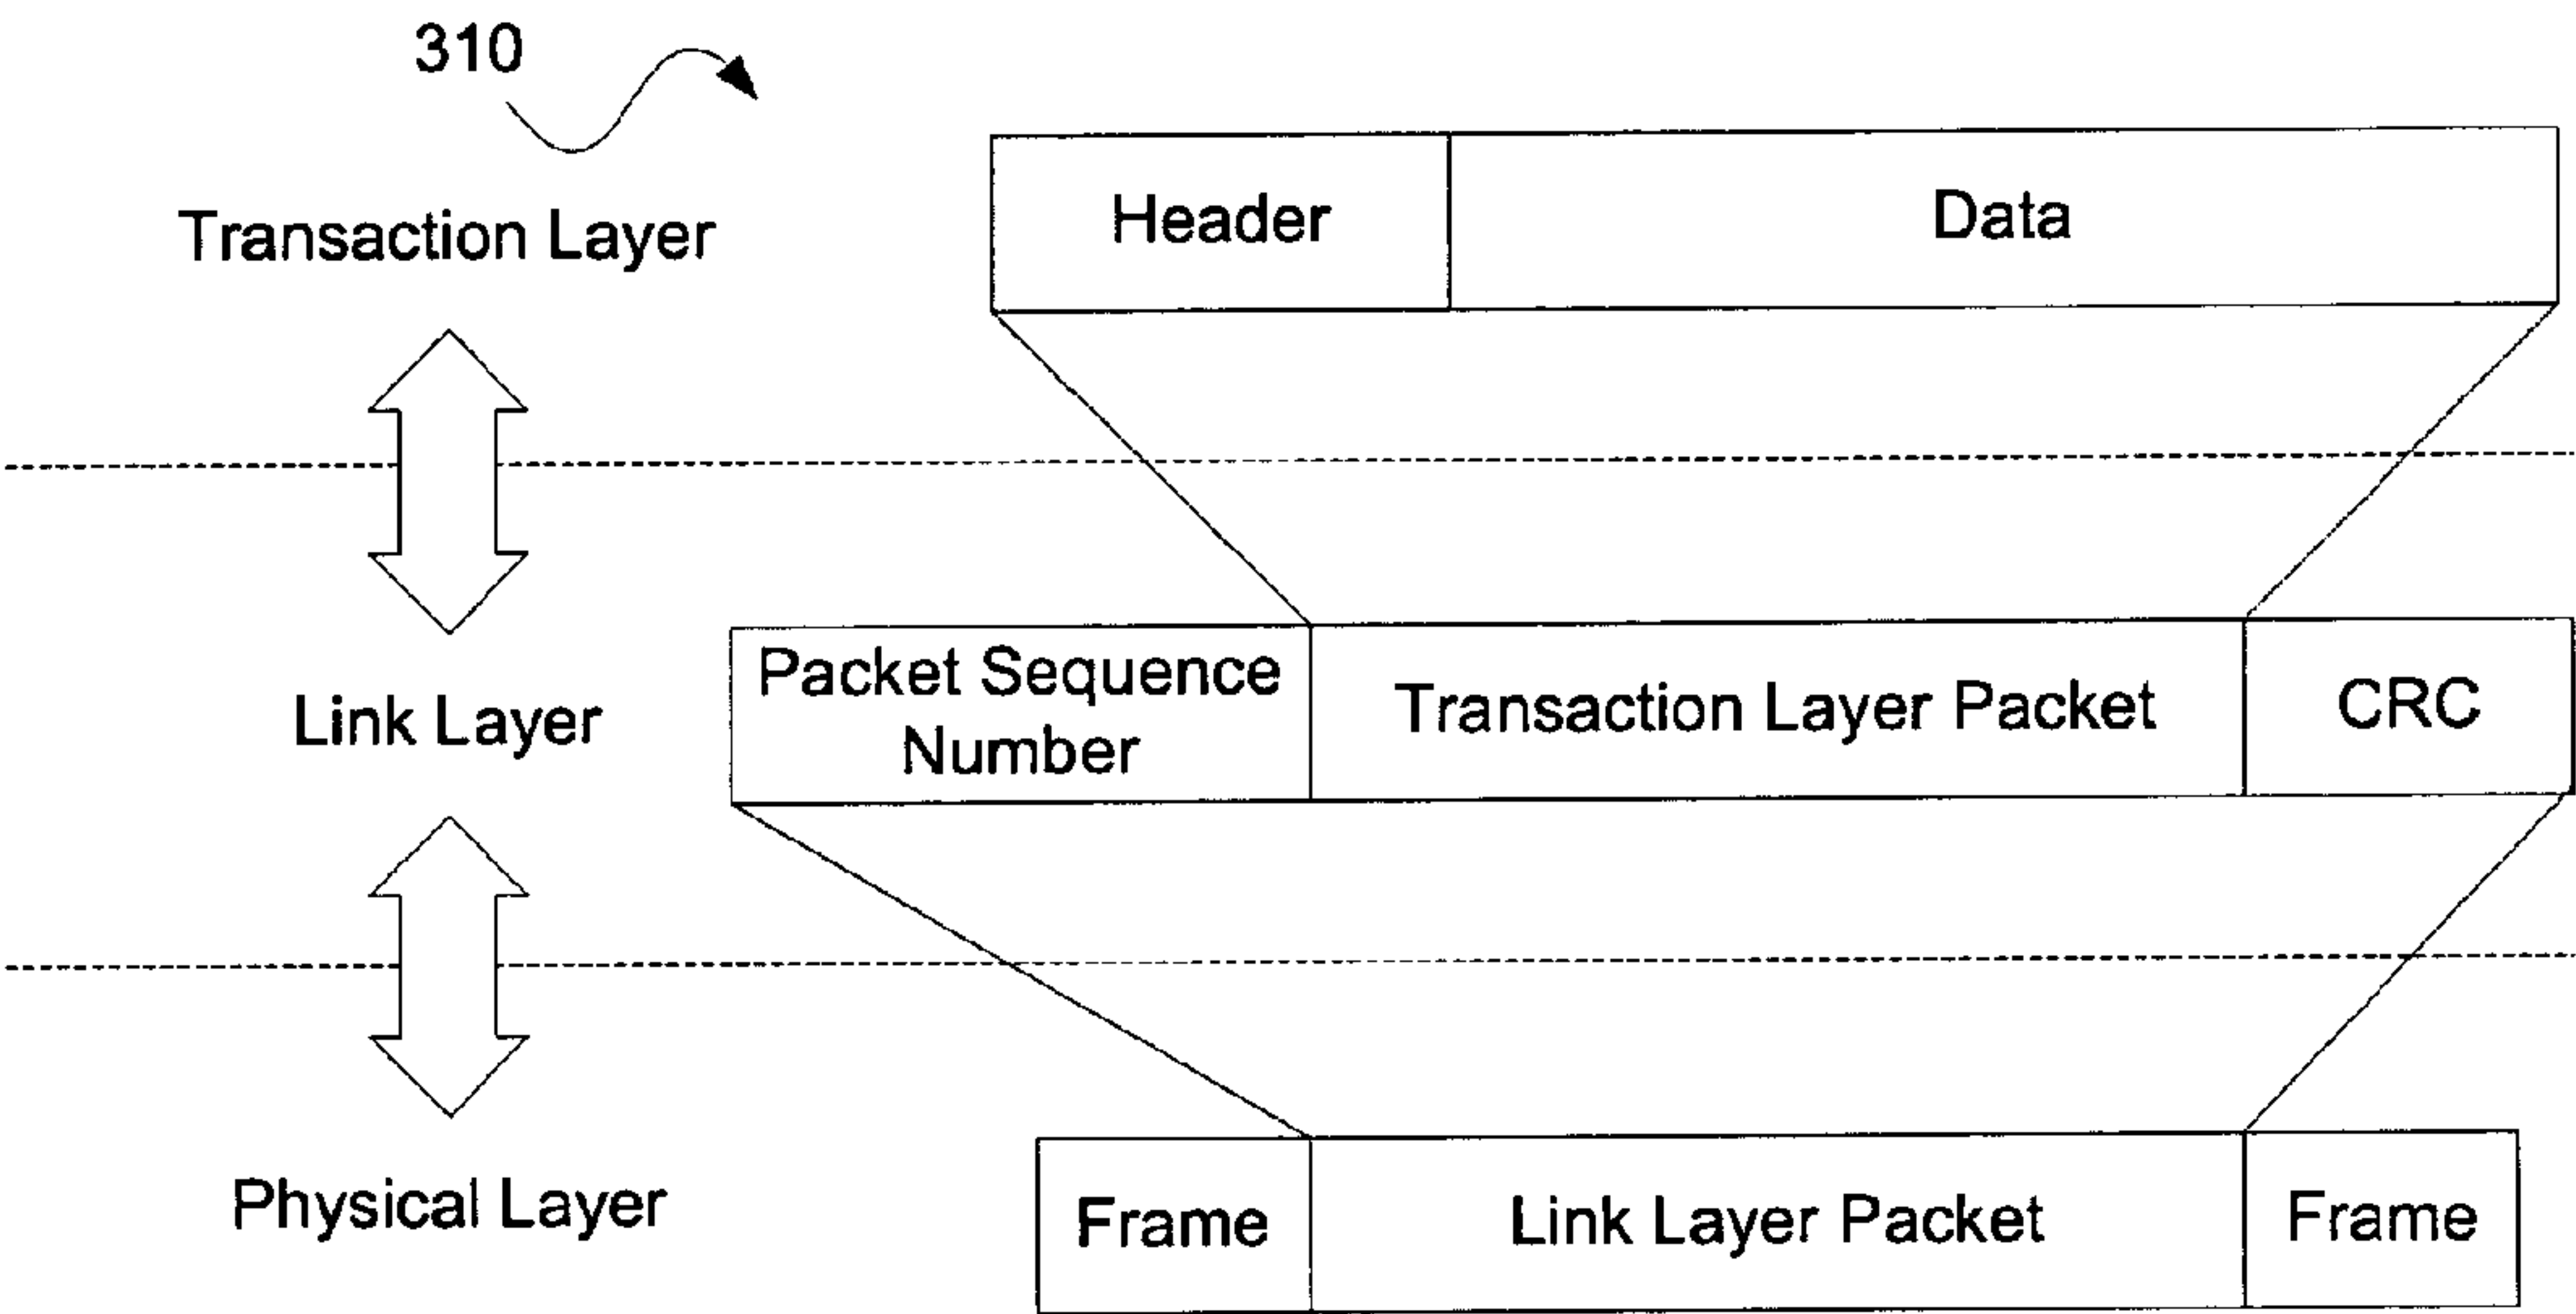 310
Transaction Layer
Header
Data
Link Layer
Packet Sequence
Number
Transaction Layer Packet
CRC
Physical Layer
Frame
Link Layer Packet
Frame